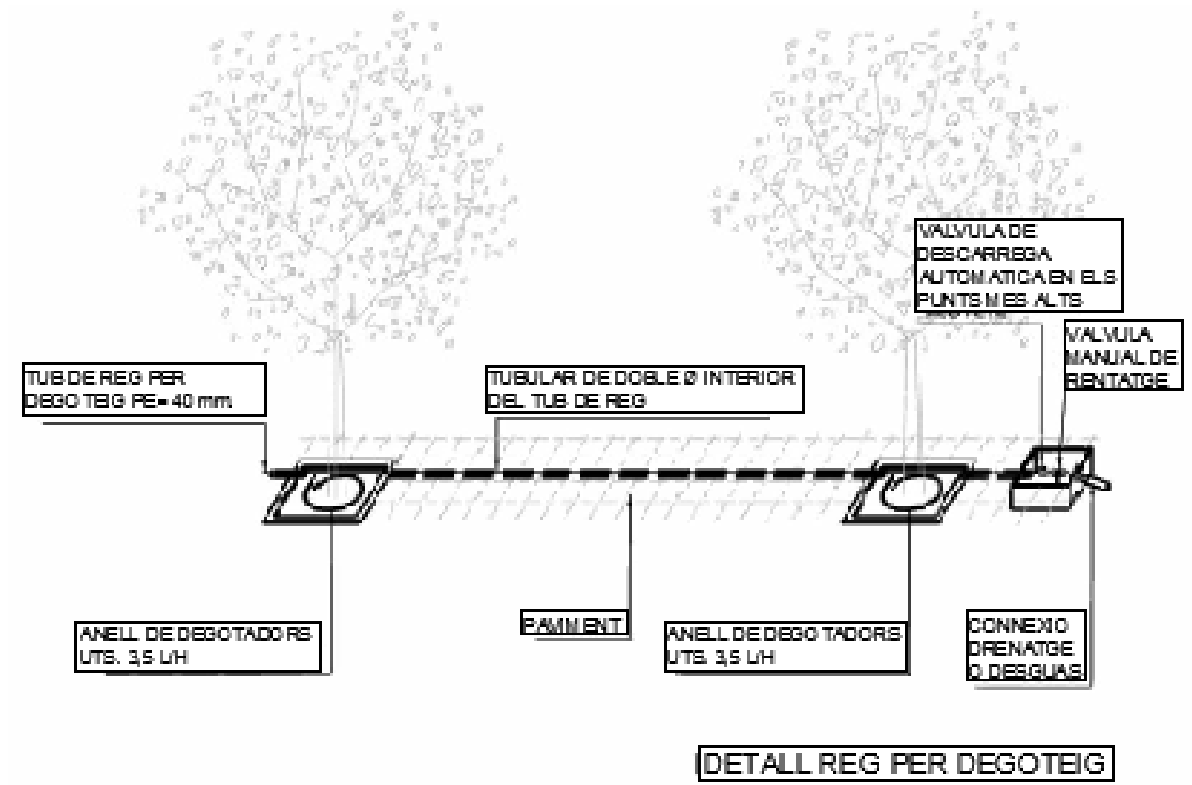 VALVULA DE
DESCARREGA
AUTOMATICA EN ELS
PUNTS MES ALTS
VALVULA
MANUAL DE
RENTATGE
TUB DE REG PER
DEGOTEIG PE=40 mm.
TUBULAR DE DOBLE Ø INTERIOR
DEL TUB DE REG
ANELL DE DEGOTADORS
UTS. 3,5 L/H
PAVIMENT
ANELL DE DEGOTADORS
UTS. 3,5 L/H
CONNEXIO
DRENATGE
O DESGUAS
DETALL REG PER DEGOTEIG